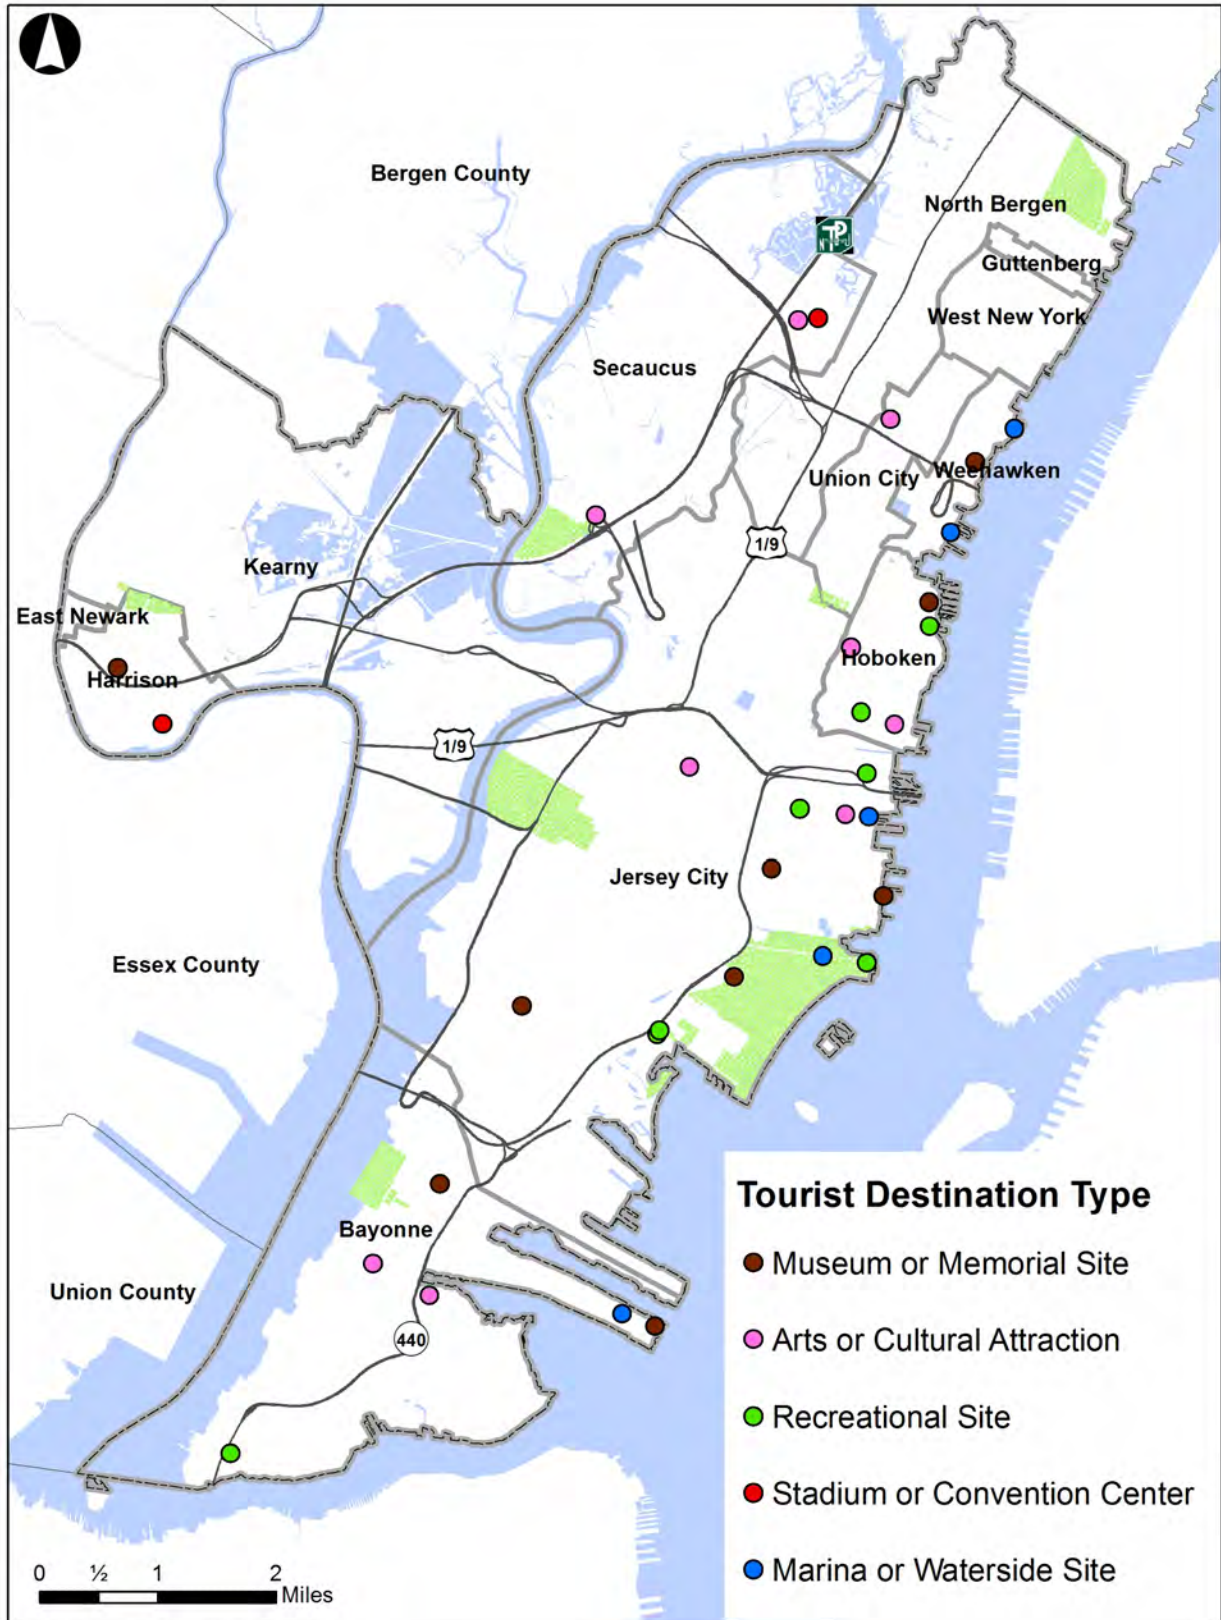 Bergen County
North Bergen
Guttenberg
West New York
Secaucus
Union City
Weehawken
1/9
Kearny
East Newark
Harrison
Hoboken
1/9
Jersey City
Essex County
Bayonne
Union County
440
Tourist Destination Type
Museum or Memorial Site
Arts or Cultural Attraction
Recreational Site
Stadium or Convention Center
Marina or Waterside Site
0 ½ 1 2
Miles